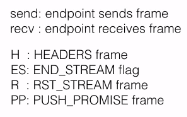 send: endpoint sends frame
recv : endpoint receives frame
H : HEADERS frame
ES: END_STREAM flag
R : RST_STREAM frame
PP: PUSH_PROMISE frame